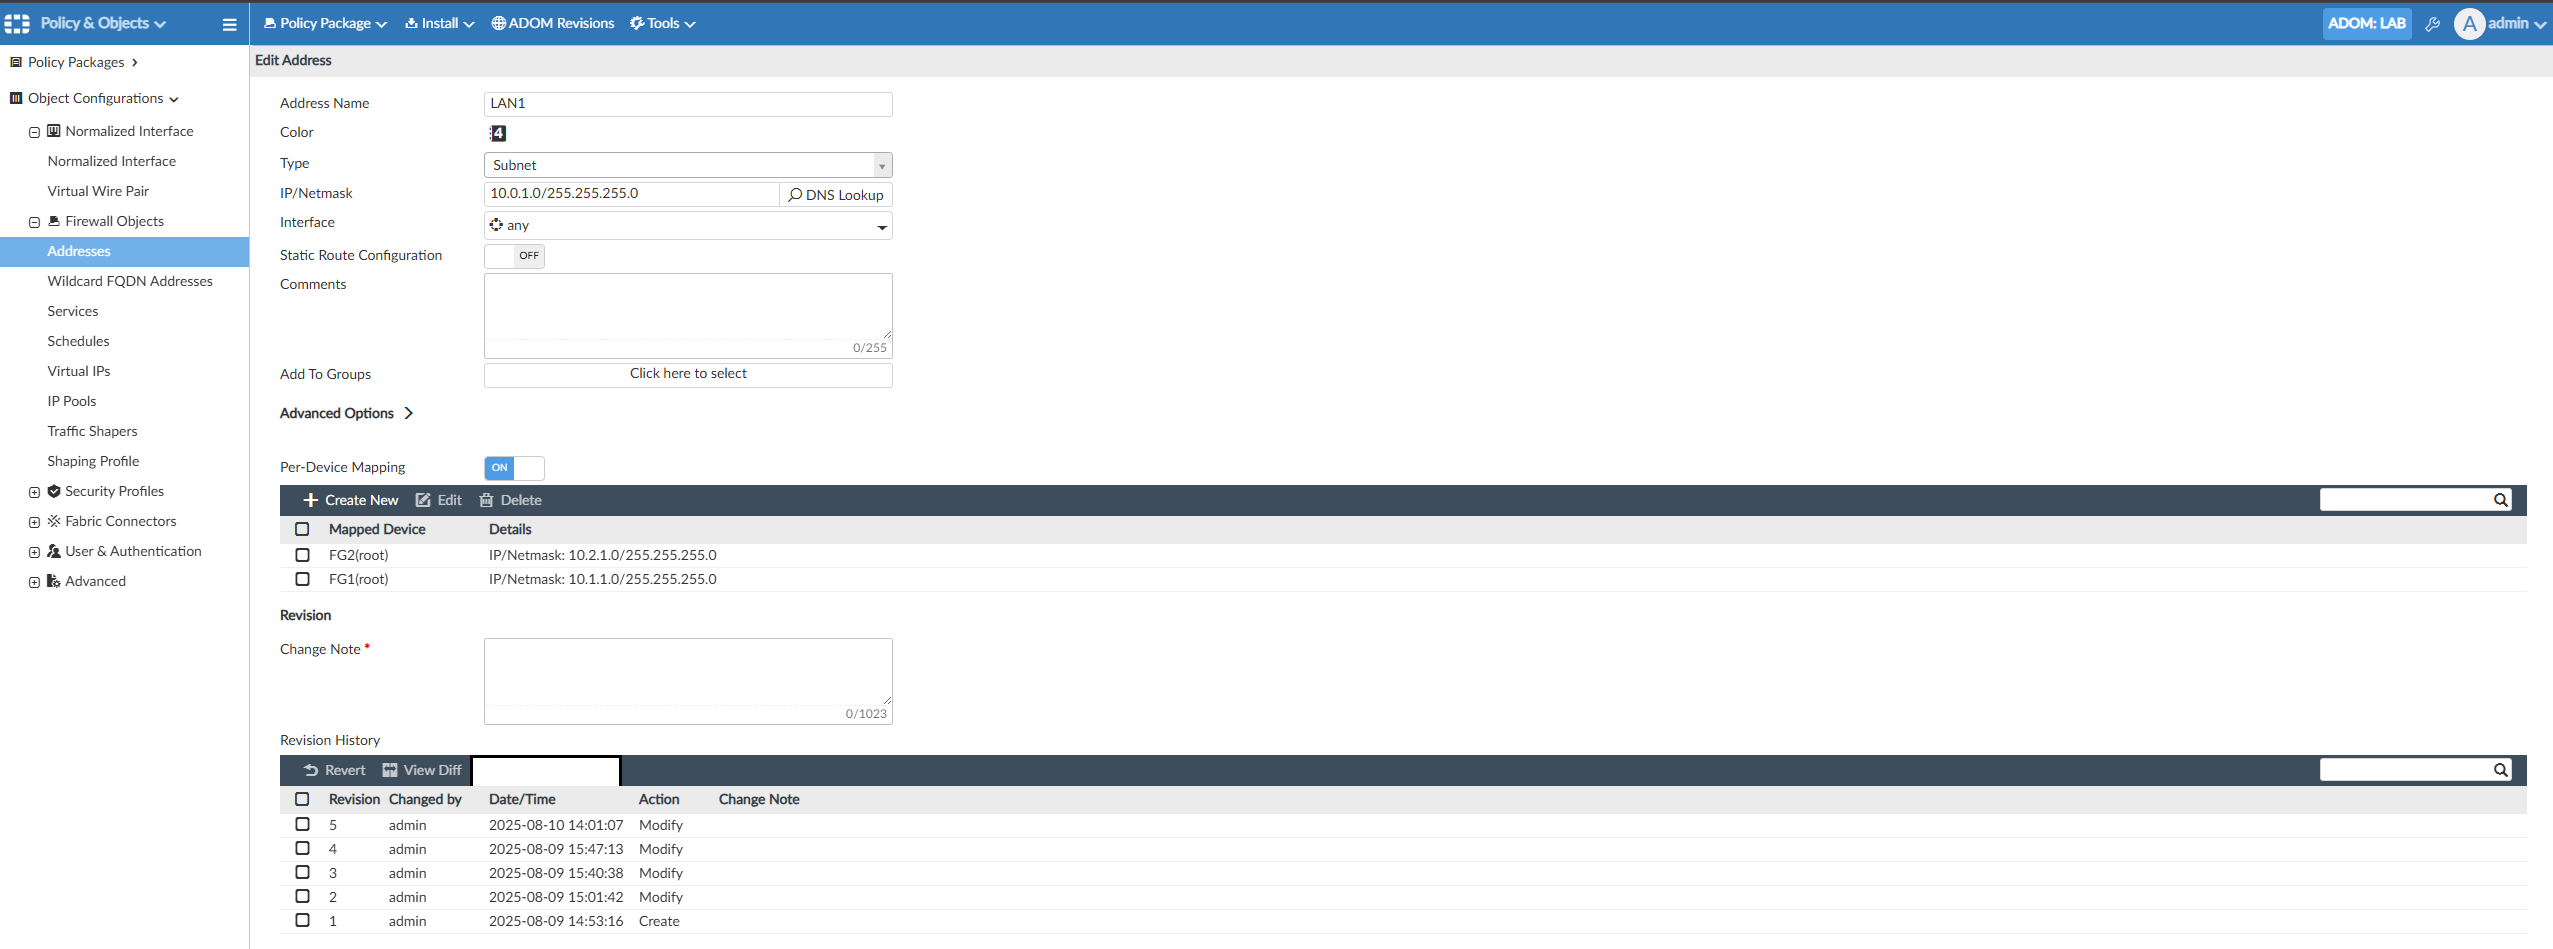 Policy & Objects
Policy Package Install ADOM Revisions Tools
ADOM: LAB A admin
Policy Packages
Object Configurations
Normalized Interface
Normalized Interface
Virtual Wire Pair
Firewall Objects
Addresses
Wildcard FQDN Addresses
Services
Schedules
Virtual IPs
IP Pools
Traffic Shapers
Shaping Profile
Security Profiles
Fabric Connectors
User & Authentication
Advanced
Edit Address
Address Name LAN1
Color 4
Type Subnet
IP/Netmask 10.0.1.0/255.255.255.0 DNS Lookup
Interface any
Static Route Configuration OFF
Comments
0/255
Add To Groups Click here to select
Advanced Options
Per-Device Mapping ON
Create New Edit Delete
Mapped Device Details
FG2(root) IP/Netmask: 10.2.1.0/255.255.255.0
FG1(root) IP/Netmask: 10.1.1.0/255.255.255.0
Revision
Change Note *
0/1023
Revision History
Revert View Diff
Revision Changed by Date/Time Action Change Note
5 admin 2025-08-10 14:01:07 Modify
4 admin 2025-08-09 15:47:13 Modify
3 admin 2025-08-09 15:40:38 Modify
2 admin 2025-08-09 15:01:42 Modify
1 admin 2025-08-09 14:53:16 Create